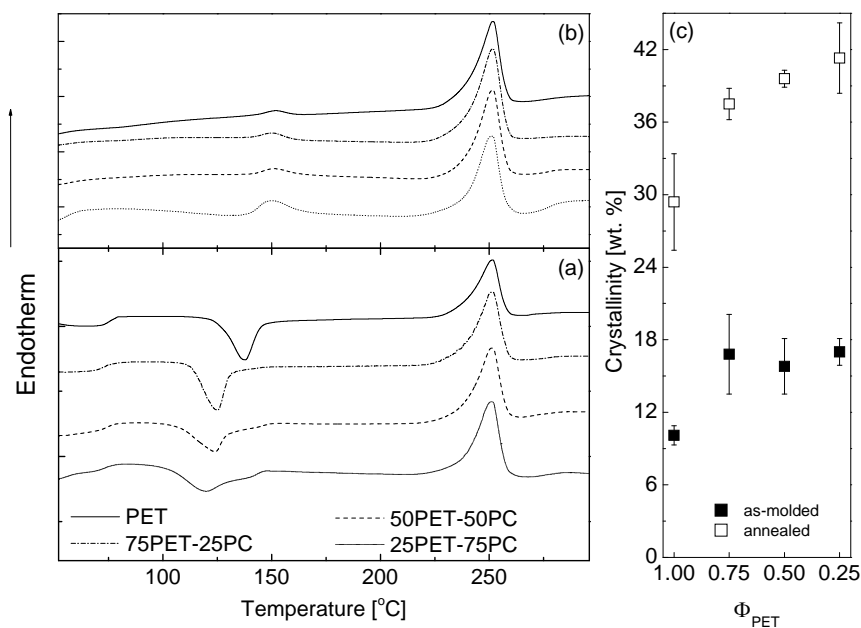 (b)
(a)
Endotherm
PET
50PET-50PC
75PET-25PC
25PET-75PC
100
150
200
250
Temperature [°C]
(c)
42
36
30
24
18
12
6
0
Crystallinity [wt. %]
as-molded
annealed
1.00 0.75 0.50 0.25
Φ_PET